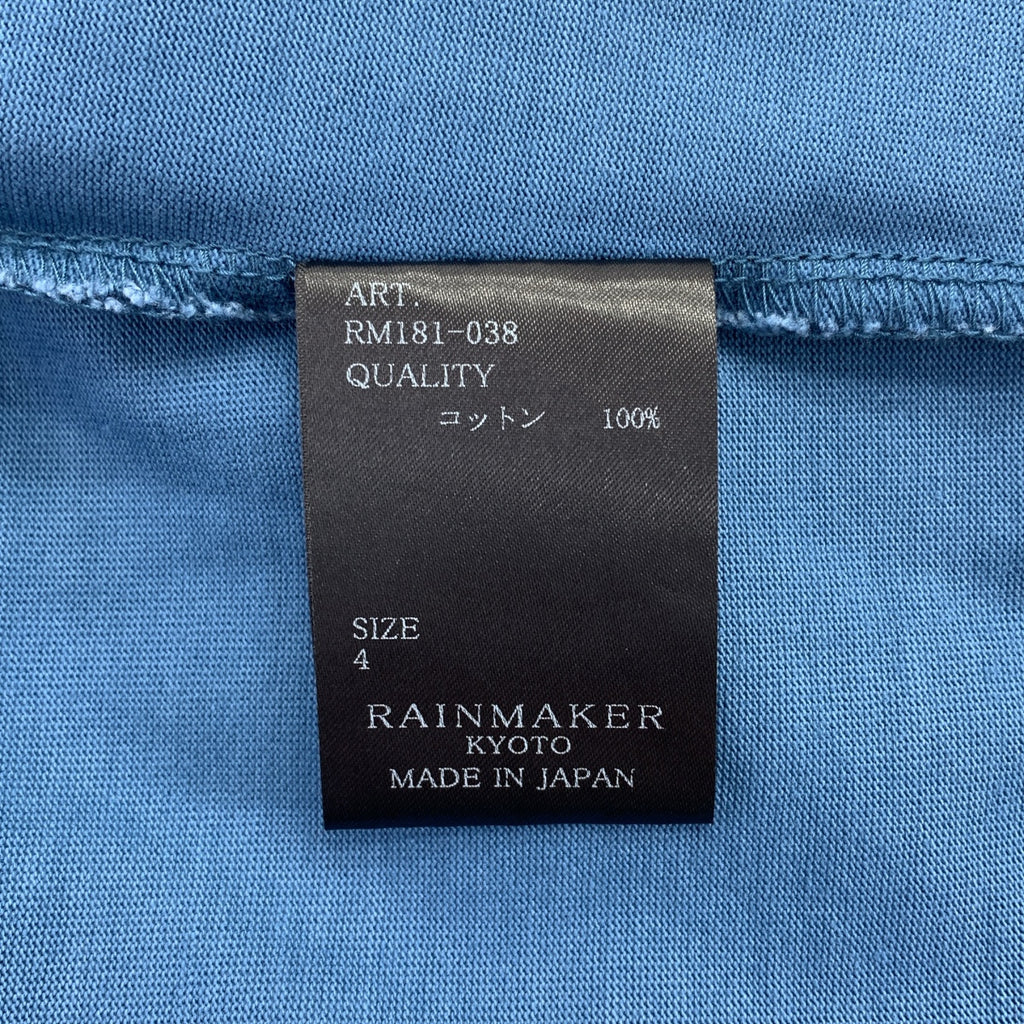 ART.
RM181-038
QUALITY
コットン 100%
SIZE
4
RAINMAKER
KYOTO
MADE IN JAPAN